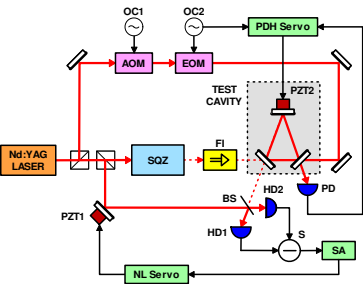 OC1
OC2
PDH Servo
AOM
EOM
TEST
CAVITY
PZT2
Nd:YAG
LASER
SQZ
FI
PD
BS
HD2
PZT1
HD1
S
SA
NL Servo